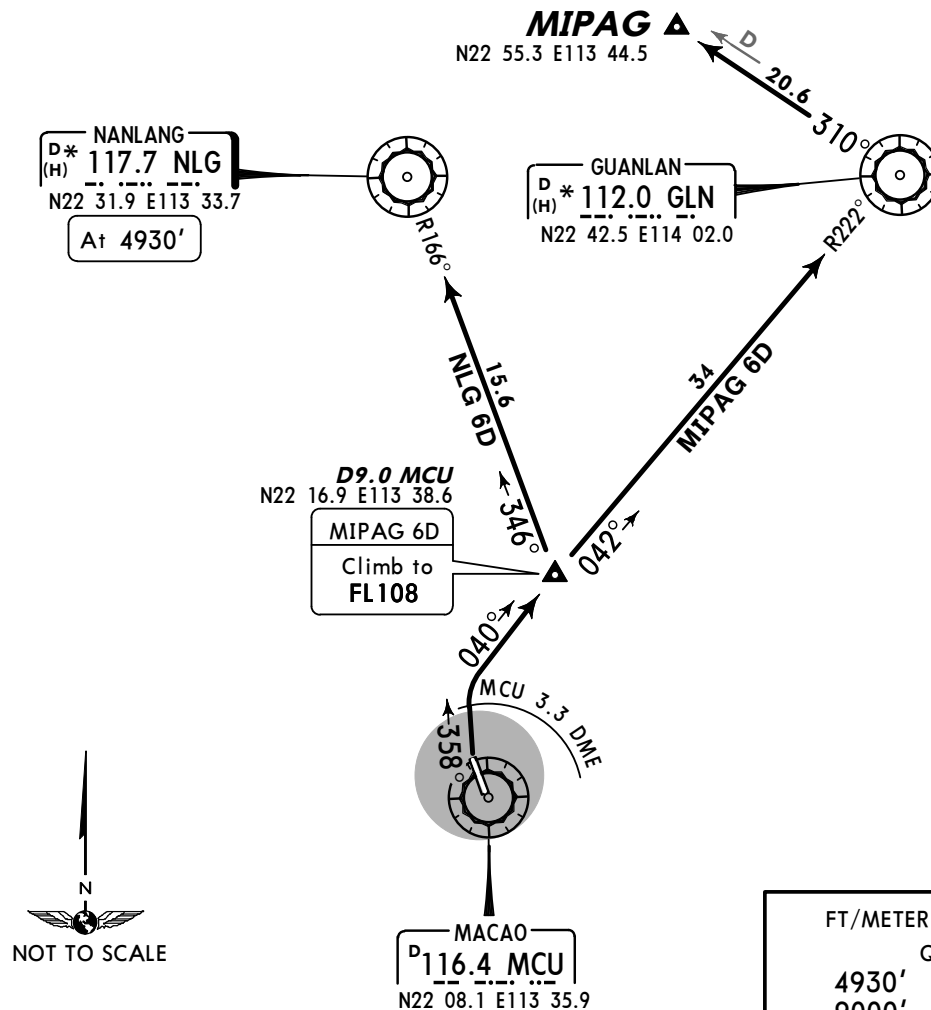 MIPAG
N22 55.3 E113 44.5
D
20.6
310°
NANLANG
D
(H)
* 117.7 NLG
N22 31.9 E113 33.7
At 4930'
GUANLAN
D
(H)
* 112.0 GLN
N22 42.5 E114 02.0
R166°
R222°
15.6
NLG 6D
34
MIPAG 6D
D9.0 MCU
N22 16.9 E113 38.6
MIPAG 6D
Climb to
FL108
346°
042°
040°
MCU 3.3 DME
358°
N
NOT TO SCALE
MACAO
D
116.4 MCU
N22 08.1 E113 35.9
FT/METER
Q
4930'
9000'